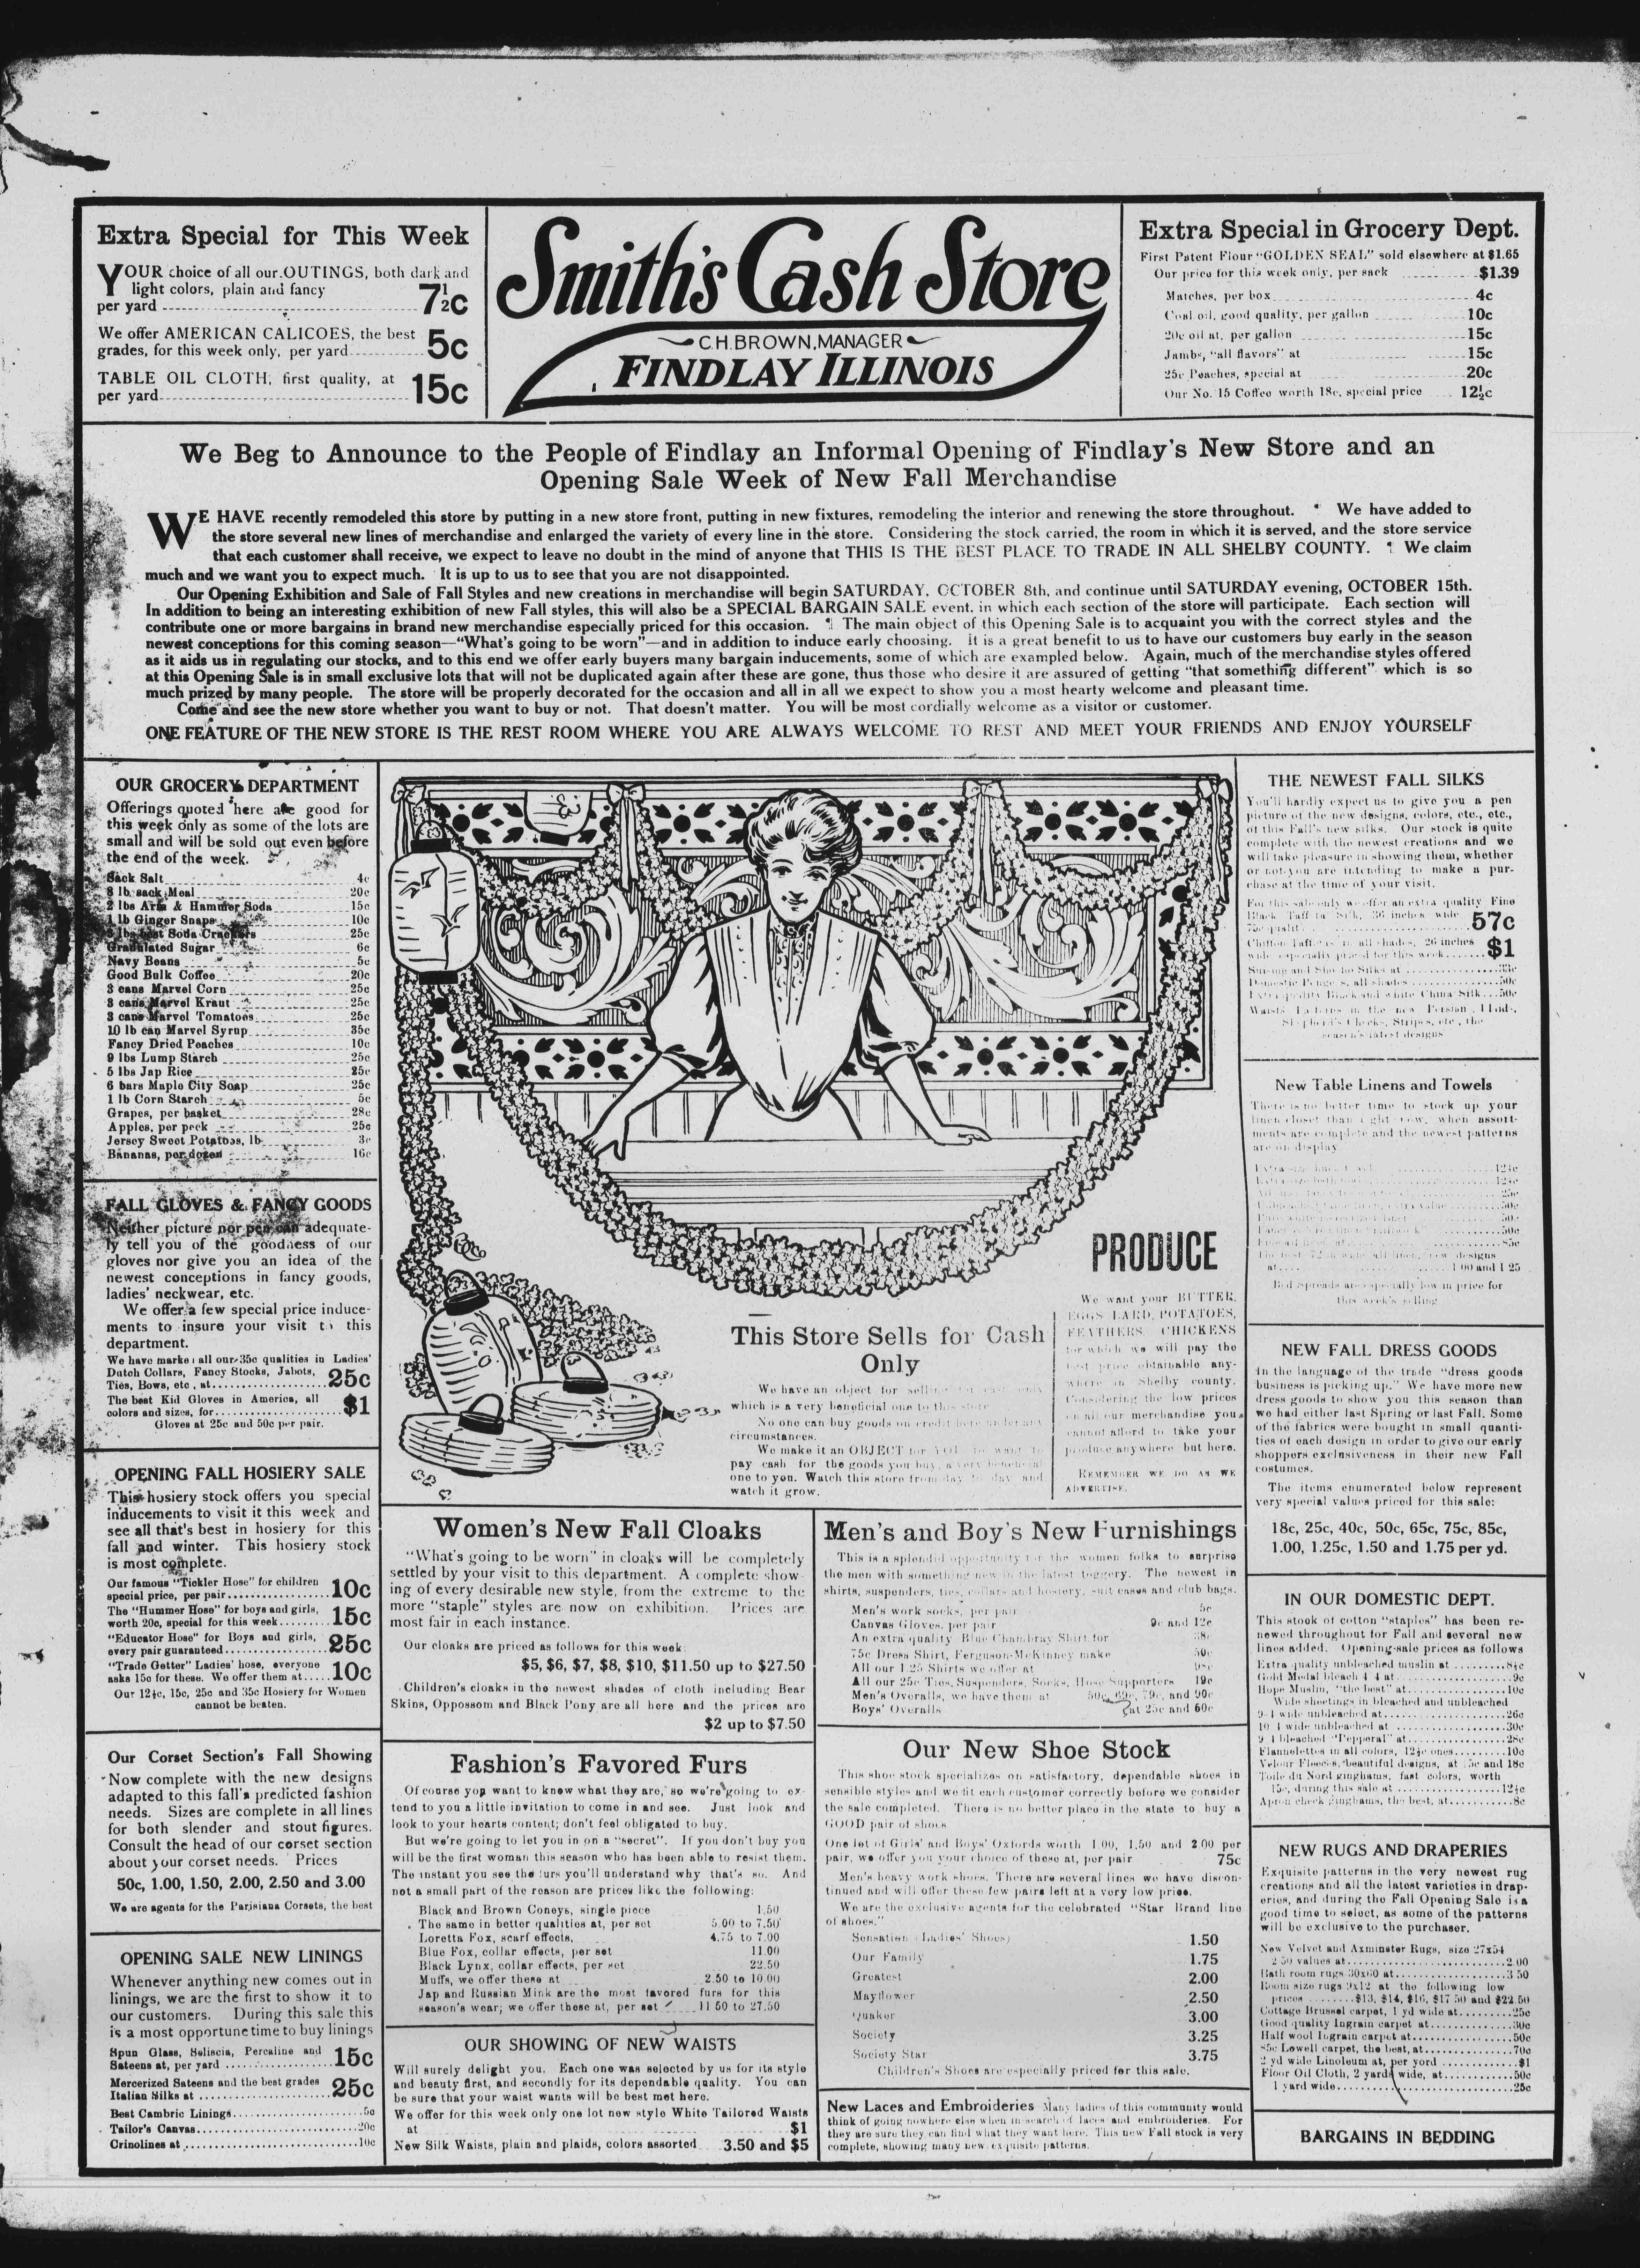 Extra Special for This Week
YOUR choice of all our OUTINGS, both dark and
light colors, plain and fancy
per yard 7½c
We offer AMERICAN CALICOES, the best
grades, for this week only, per yard 5c
TABLE OIL CLOTH, first quality, at
per yard 15c
Smith's Cash Store
C.H. BROWN, MANAGER
FINDLAY ILLINOIS
Extra Special in Grocery Dept.
First Patent Flour "GOLDEN SEAL" sold elsewhere at $1.65
Our price for this week only, per sack $1.39
Matches, per box 4c
Coal oil, good quality, per gallon 10c
20c oil at, per gallon 15c
Jambs, "all flavors" at 15c
25c Peaches, special at 20c
Our No. 15 Coffee worth 18c, special price 12½c
We Beg to Announce to the People of Findlay an Informal Opening of Findlay's New Store and an
Opening Sale Week of New Fall Merchandise
WE HAVE recently remodeled this store by putting in a new store front, putting in new fixtures, remodeling the interior and renewing the store throughout. ¶ We have added to
the store several new lines of merchandise and enlarged the variety of every line in the store. Considering the stock carried, the room in which it is served, and the store service
that each customer shall receive, we expect to leave no doubt in the mind of anyone that THIS IS THE BEST PLACE TO TRADE IN ALL SHELBY COUNTY. ¶ We claim
much and we want you to expect much. It is up to us to see that you are not disappointed.
Our Opening Exhibition and Sale of Fall Styles and new creations in merchandise will begin SATURDAY, OCTOBER 8th, and continue until SATURDAY evening, OCTOBER 15th.
In addition to being an interesting exhibition of new Fall styles, this will also be a SPECIAL BARGAIN SALE event, in which each section of the store will participate. Each section will
contribute one or more bargains in brand new merchandise especially priced for this occasion. ¶ The main object of this Opening Sale is to acquaint you with the correct styles and the
newest conceptions for this coming season—"What's going to be worn"—and in addition to induce early choosing. It is a great benefit to us to have our customers buy early in the season
as it aids us in regulating our stocks, and to this end we offer early buyers many bargain inducements, some of which are exampled below. Again, much of the merchandise styles offered
at this Opening Sale is in small exclusive lots that will not be duplicated again after these are gone, thus those who desire it are assured of getting "that something different" which is so
much prized by many people. The store will be properly decorated for the occasion and all in all we expect to show you a most hearty welcome and pleasant time.
Come and see the new store whether you want to buy or not. That doesn't matter. You will be most cordially welcome as a visitor or customer.
ONE FEATURE OF THE NEW STORE IS THE REST ROOM WHERE YOU ARE ALWAYS WELCOME TO REST AND MEET YOUR FRIENDS AND ENJOY YOURSELF
OUR GROCERY DEPARTMENT
Offerings quoted here are good for
this week only as some of the lots are
small and will be sold out even before
the end of the week.
Sack Salt 4c
8 lb sack Meal 20c
2 lbs Arm & Hammer Soda 15c
1 lb Ginger Snaps 10c
lbs best Soda Crackers 25c
Gradulated Sugar 6c
Navy Beans 5c
Good Bulk Coffee 20c
3 cans Marvel Corn 25c
3 cans Marvel Kraut 25c
3 cans Marvel Tomatoes 25c
10 lb can Marvel Syrup 35c
Fancy Dried Peaches 10c
9 lbs Lump Starch 25c
5 lbs Jap Rice 25c
6 bars Maple City Soap 25c
1 lb Corn Starch 5c
Grapes, per basket 28c
Apples, per peck 25c
Jersey Sweet Potatoes, lb 3c
Bananas, per dozen 16c
FALL GLOVES & FANCY GOODS
Neither picture nor pen can adequate-
ly tell you of the goodness of our
gloves nor give you an idea of the
newest conceptions in fancy goods,
ladies' neckwear, etc.
We offer a few special price induce-
ments to insure your visit to this
department.
We have marked all our 35c qualities in Ladies'
Dutch Collars, Fancy Stocks, Jabots,
Ties, Bows, etc., at 25c
The best Kid Gloves in America, all
colors and sizes, for $1
Gloves at 25c and 50c per pair.
OPENING FALL HOSIERY SALE
This hosiery stock offers you special
inducements to visit it this week and
see all that's best in hosiery for this
fall and winter. This hosiery stock
is most complete.
Our famous "Tickler Hose" for children
special price, per pair 10c
The "Hummer Hose" for boys and girls,
worth 20c, special for this week 15c
"Educator Hose" for Boys and girls,
every pair guaranteed 25c
"Trade Getter" Ladies' hose, everyone
asks 15c for these. We offer them at 10c
Our 12½c, 15c, 25c and 35c Hosiery for Women
cannot be beaten.
Our Corset Section's Fall Showing
Now complete with the new designs
adapted to this fall's predicted fashion
needs. Sizes are complete in all lines
for both slender and stout figures.
Consult the head of our corset section
about your corset needs. Prices
50c, 1.00, 1.50, 2.00, 2.50 and 3.00
We are agents for the Parisiana Corsets, the best
OPENING SALE NEW LININGS
Whenever anything new comes out in
linings, we are the first to show it to
our customers. During this sale this
is a most opportune time to buy linings
Spun Glass, Seliscia, Percaline and
Sateens at, per yard 15c
Mercerized Sateens and the best grades
Italian Silks at 25c
Best Cambric Linings 5c
Tailor's Canvas 20c
Crinolines at 10c
This Store Sells for Cash
Only
We have an object for selling
which is a very beneficial one to this store
No one can buy goods on credit here under any
circumstances.
We make it an OBJECT for YOU to want to
pay cash for the goods you buy, a very beneficial
one to you. Watch this store from day to day and
watch it grow.
PRODUCE
We want your BUTTER,
EGGS, LARD, POTATOES,
FEATHERS, CHICKENS
for which we will pay the
best price obtainable any-
where in Shelby county.
Considering the low prices
on all our merchandise you
cannot afford to take your
produce anywhere but here.
REMEMBER WE DO AS WE
ADVERTISE.
Women's New Fall Cloaks
"What's going to be worn" in cloaks will be completely
settled by your visit to this department. A complete show-
ing of every desirable new style, from the extreme to the
more "staple" styles are now on exhibition. Prices are
most fair in each instance.
Our cloaks are priced as follows for this week:
$5, $6, $7, $8, $10, $11.50 up to $27.50
Children's cloaks in the newest shades of cloth including Bear
Skins, Oppossom and Black Pony are all here and the prices are
$2 up to $7.50
Fashion's Favored Furs
Of course you want to know what they are, so we're going to ex-
tend to you a little invitation to come in and see. Just look and
look to your hearts content; don't feel obligated to buy.
But we're going to let you in on a "secret". If you don't buy you
will be the first woman this season who has been able to resist them.
The instant you see the furs you'll understand why that's so. And
not a small part of the reason are prices like the following:
Black and Brown Coneys, single piece 1.50
The same in better qualities at, per set 5.00 to 7.50
Loretta Fox, scarf effects, 4.75 to 7.00
Blue Fox, collar effects, per set 11.00
Black Lynx, collar effects, per set 22.50
Muffs, we offer these at 2.50 to 10.00
Jap and Russian Mink are the most favored furs for this
season's wear; we offer these at, per set 11.50 to 27.50
OUR SHOWING OF NEW WAISTS
Will surely delight you. Each one was selected by us for its style
and beauty first, and secondly for its dependable quality. You can
be sure that your waist wants will be best met here.
We offer for this week only one lot new style White Tailored Waists
at $1
New Silk Waists, plain and plaids, colors assorted 3.50 and $5
Men's and Boy's New Furnishings
This is a splendid opportunity for the women folks to surprise
the men with something new in the latest toggery. The newest in
shirts, suspenders, ties, collars and hosiery, suit cases and club bags.
Men's work socks, per pair 5c
Canvas Gloves, per pair 9c and 12c
An extra quality Blue Chambray Shirt for 38c
75c Dress Shirt, Ferguson-McKinney make 50c
All our 1.25 Shirts we offer at 98c
All our 25c Ties, Suspenders, Socks, Hose Supporters 19c
Men's Overalls, we have them at 50c, 69c, 79c, and 90c
Boys' Overalls at 25c and 60c
Our New Shoe Stock
This shoe stock specializes on satisfactory, dependable shoes in
sensible styles and we fit each customer correctly before we consider
the sale completed. There is no better place in the state to buy a
GOOD pair of shoes
One lot of Girls' and Boys' Oxfords worth 1.00, 1.50 and 2.00 per
pair, we offer you your choice of these at, per pair 75c
Men's heavy work shoes. There are several lines we have discon-
tinued and will offer these few pairs left at a very low price.
We are the exclusive agents for the celebrated "Star Brand line
of shoes."
Sensation (Ladies' Shoes) 1.50
Our Family 1.75
Greatest 2.00
Mayflower 2.50
Quaker 3.00
Society 3.25
Society Star 3.75
Children's Shoes are especially priced for this sale.
New Laces and Embroideries Many ladies of this community would
think of going nowhere else when in search of laces and embroideries. For
they are sure they can find what they want here. This new Fall stock is very
complete, showing many new exquisite patterns.
THE NEWEST FALL SILKS
You'll hardly expect us to give you a pen
picture of the new designs, colors, etc., etc.,
of this Fall's new silks. Our stock is quite
complete with the newest creations and we
will take pleasure in showing them, whether
or not you are intending to make a pur-
chase at the time of your visit.
For this sale only we offer an extra quality Fine
Black Taffeta Silk, 36 inches wide
75c quality 57c
Chiffon Taffetas in all shades, 26 inches
wide especially priced for this week $1
Silks at
Domestic Ponge s, all shades 50c
Extra quality Black and white China Silk 50c
Waists Patterns in the new Persian, Plaids,
Shepherd's Checks, Stripes, etc., the
season's latest designs
New Table Linens and Towels
There is no better time to stock up your
linen closet than right now, when assort-
ments are complete and the newest patterns
are on display.
12½c
12½c
25c
50c
50c
50c
designs
at 1.00 and 1.25
Bed Spreads are especially low in price for
this week's selling
NEW FALL DRESS GOODS
In the language of the trade "dress goods
business is picking up." We have more new
dress goods to show you this season than
we had either last Spring or last Fall. Some
of the fabrics were bought in small quanti-
ties of each design in order to give our early
shoppers exclusiveness in their new Fall
costumes.
The items enumerated below represent
very special values priced for this sale:
18c, 25c, 40c, 50c, 65c, 75c, 85c,
1.00, 1.25c, 1.50 and 1.75 per yd.
IN OUR DOMESTIC DEPT.
This stook of cotton "staples" has been re-
newed throughout for Fall and several new
lines added. Opening-sale prices as follows
Extra quality unbleached muslin at 8½c
Gold Medal bleach 4-4 at 9c
Hope Muslin, "the best" at 10c
Wide sheetings in bleached and unbleached
9-4 wide unbleached at 26c
10-4 wide unbleached at 30c
9-4 bleached "Pepperal" at 28c
Flannelettes in all colors, 12½c ones 10c
Velour Fleeces, beautiful designs, at 15c and 18c
Toile du Nord ginghams, fast colors, worth
15c, during this sale at 12½c
Apron check ginghams, the best, at 8c
NEW RUGS AND DRAPERIES
Exquisite patterns in the very newest rug
creations and all the latest varieties in drap-
eries, and during the Fall Opening Sale is a
good time to select, as some of the patterns
will be exclusive to the purchaser.
New Velvet and Axminster Rugs, size 27x54
2.50 values at 2.00
Bath room rugs 30x60 at 3.50
Room size rugs 9x12 at the following low
prices $13, $14, $16, $17.50 and $22.50
Cottage Brussel carpet, 1 yd wide at 25c
Good quality Ingrain carpet at 30c
Half wool Ingrain carpet at 50c
85c Lowell carpet, the best, at 70c
2 yd wide Linoleum at, per yord $1
Floor Oil Cloth, 2 yards wide, at 50c
1 yard wide 25c
BARGAINS IN BEDDING